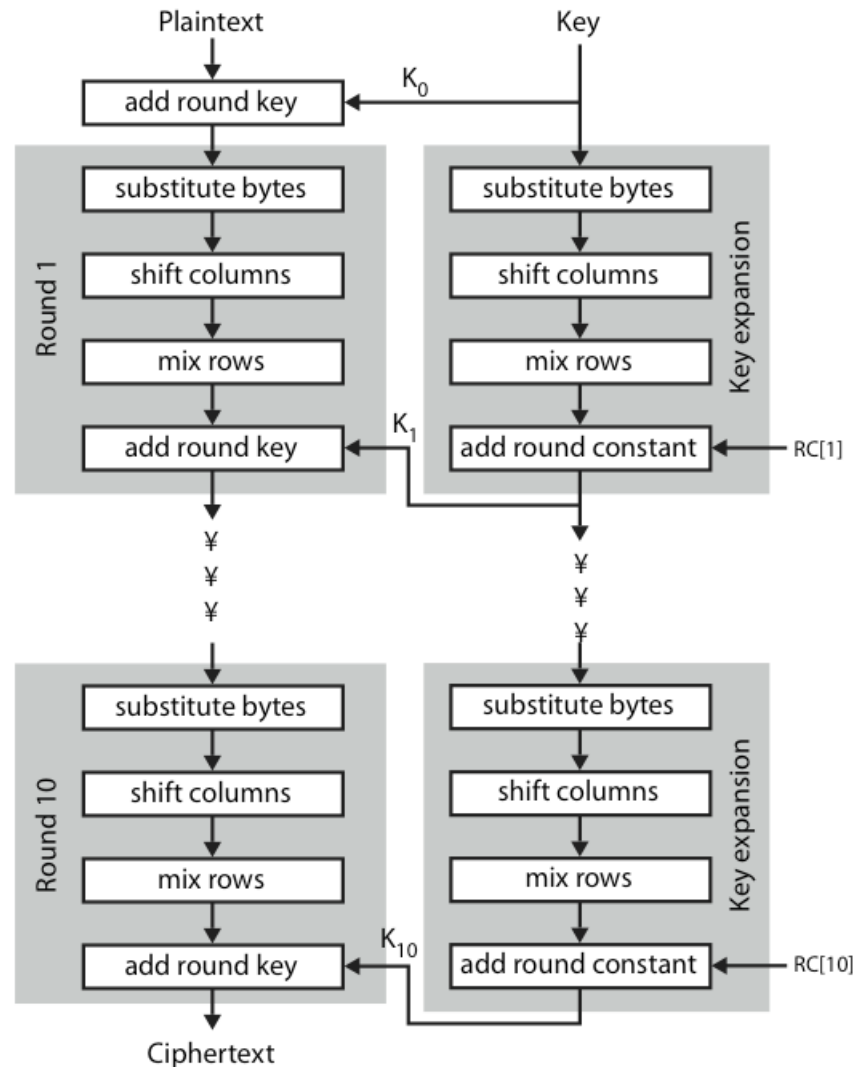 Plaintext
Key
K0
add round key
Round 1
substitute bytes
shift columns
mix rows
add round key
K1
Key expansion
substitute bytes
shift columns
mix rows
add round constant
RC[1]
¥
¥
¥
¥
¥
¥
Round 10
substitute bytes
shift columns
mix rows
add round key
K10
Key expansion
substitute bytes
shift columns
mix rows
add round constant
RC[10]
Ciphertext